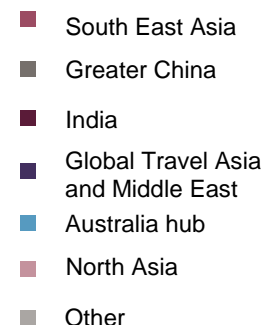 South East Asia
Greater China
India
Global Travel Asia
and Middle East
Australia hub
North Asia
Other